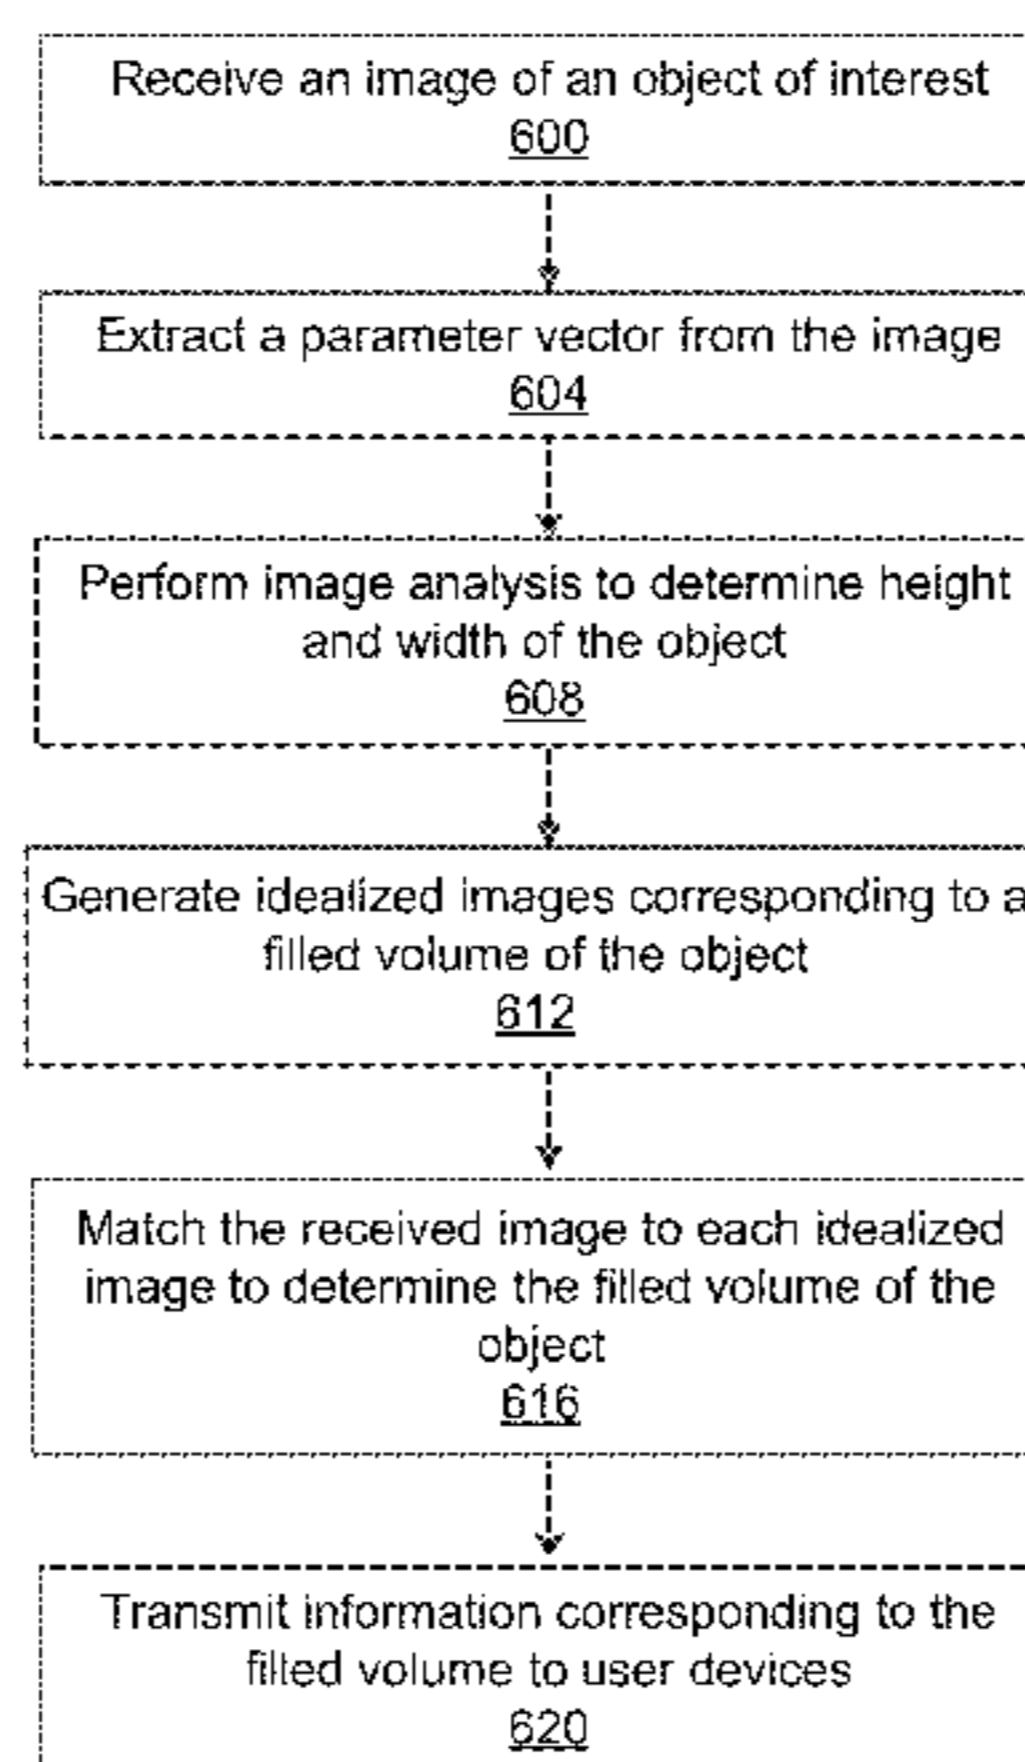 Receive an image of an object of interest
600
Extract a parameter vector from the image
604
Perform image analysis to determine height
and width of the object
608
Generate idealized images corresponding to a
filled volume of the object
612
Match the received image to each idealized
image to determine the filled volume of the
object
616
Transmit information corresponding to the
filled volume to user devices
620